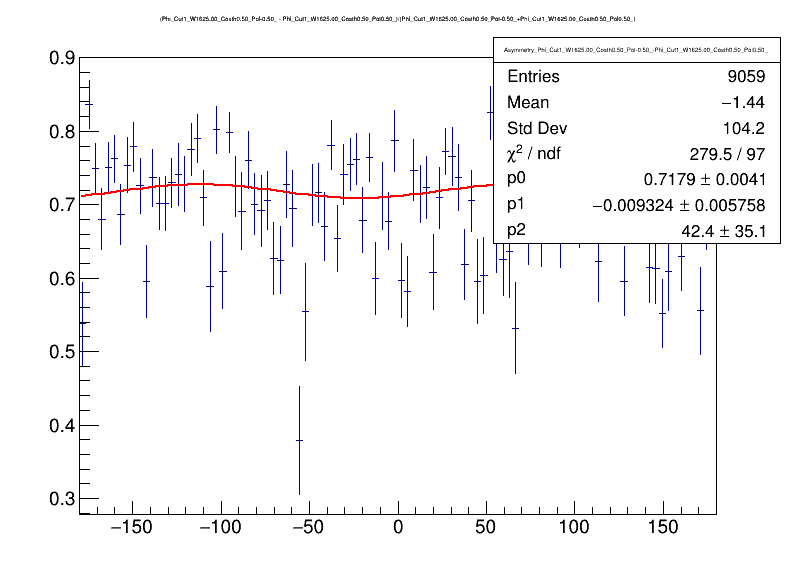 (Phi_Cut1_W1625.00_Costh0.50_Pol-0.50_ - Phi_Cut1_W1625.00_Costh0.50_Pol0.50_)/(Phi_Cut1_W1625.00_Costh0.50_Pol-0.50_+Phi_Cut1_W1625.00_Costh0.50_Pol0.50_)
Asymmetry_Phi_Cut1_W1625.00_Costh0.50_Pol-0.50_-Phi_Cut1_W1625.00_Costh0.50_Pol0.50_
Entries 9059
Mean −1.44
Std Dev 104.2
χ² / ndf 279.5 / 97
p0 0.7179 ± 0.0041
p1 −0.009324 ± 0.005758
p2 42.4 ± 35.1
0.9
0.8
0.7
0.6
0.5
0.4
0.3
−150 −100 −50 0 50 100 150